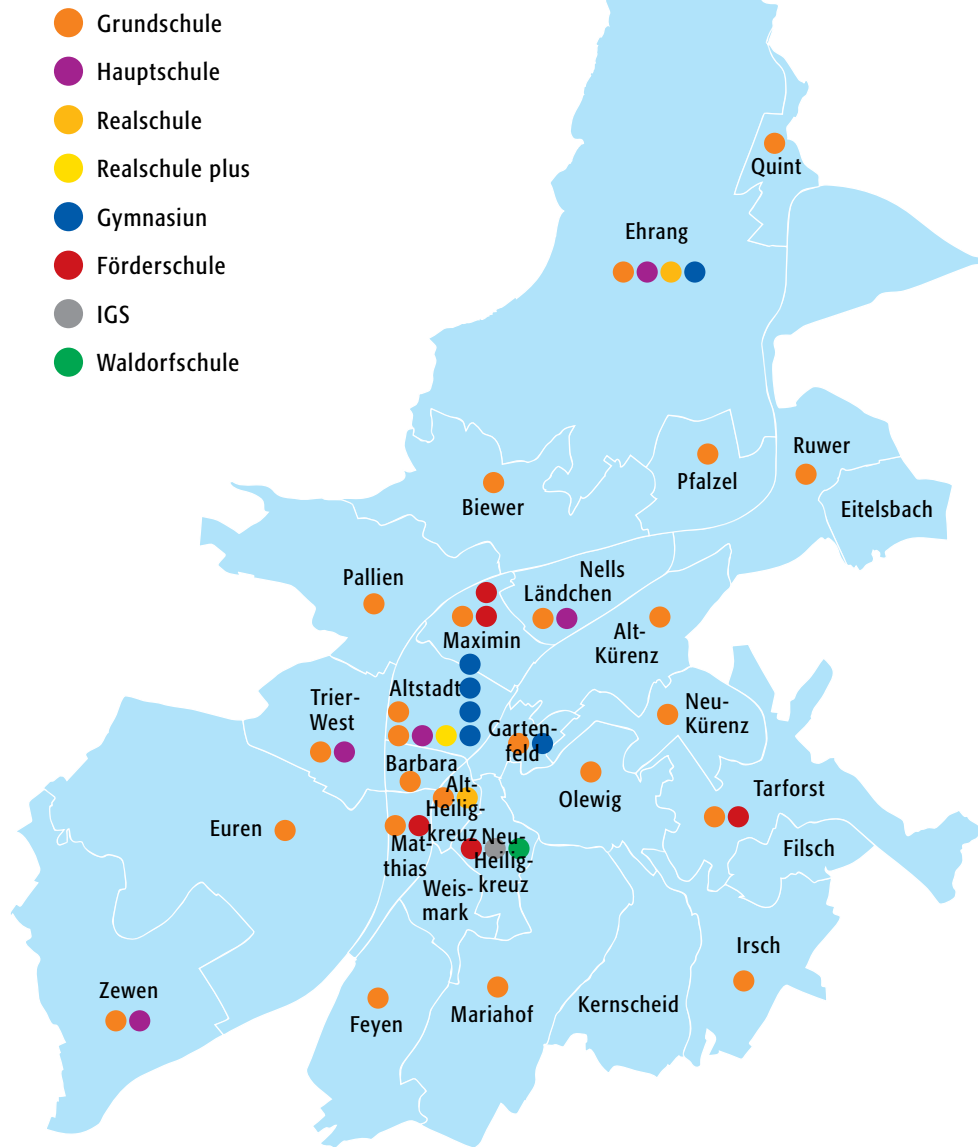 Grundschule
Hauptschule
Realschule
Realschule plus
Gymnasiun
Förderschule
IGS
Waldorfschule
Quint
Ehrang
Ruwer
Pfalzel
Biewer
Eitelsbach
Pallien
Nells
Ländchen
Maximin
Alt-
Kürenz
Trier-
West
Altstadt
Neu-
Kürenz
Garten-
feld
Barbara
Olewig
Alt-
Heilig-
kreuz
Tarforst
Euren
Mat-
thias
Neu-
Heilig-
kreuz
Filsch
Weis-
mark
Irsch
Zewen
Feyen
Mariahof
Kernscheid